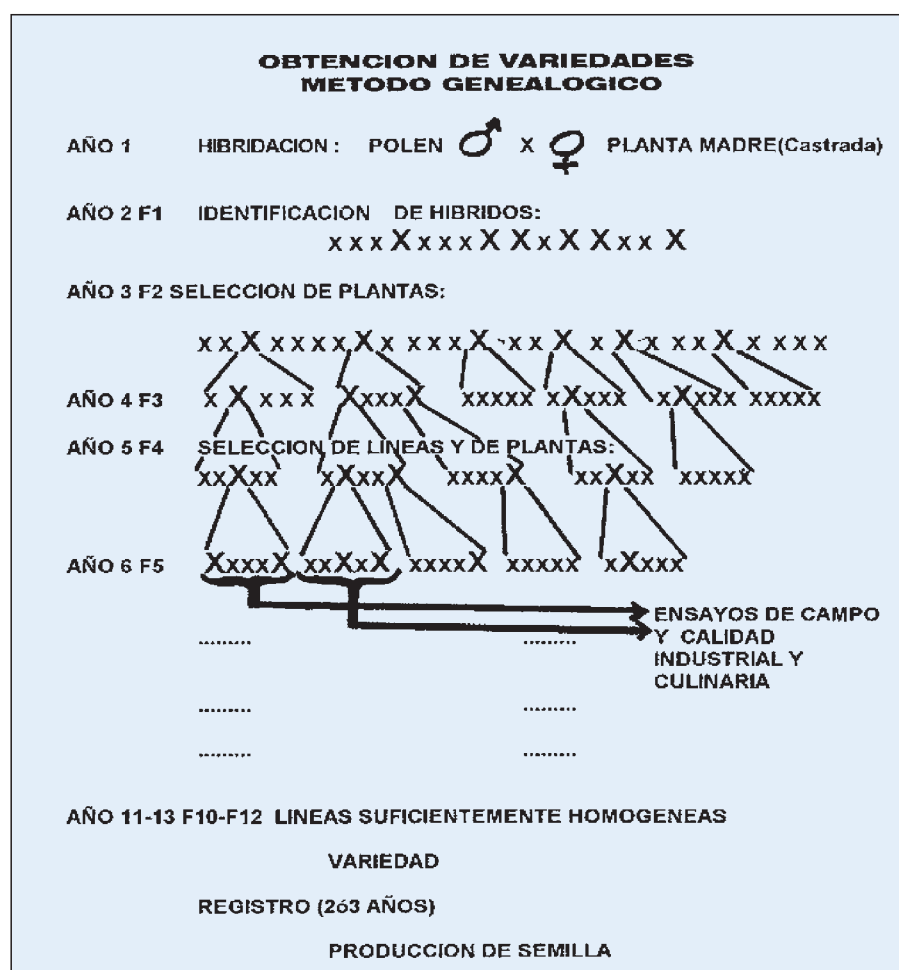 OBTENCION DE VARIEDADES
METODO GENEALOGICO
AÑO 1 HIBRIDACION : POLEN ♂ X ♀ PLANTA MADRE(Castrada)
AÑO 2 F1 IDENTIFICACION DE HIBRIDOS:
x x x X x x x X X x X X x x X
AÑO 3 F2 SELECCION DE PLANTAS:
x x X x x x x X x x x x X x x x X x X x x x X x x x x
AÑO 4 F3 x X x x x XxxxX xxxxx xXxxx xXxxx xxxxx
AÑO 5 F4 SELECCION DE LINEAS Y DE PLANTAS:
xxXxx xXxxX xxxxX xxXxx xxxxx
AÑO 6 F5 XxxxX xxXxX xxxxX xxxxx xXxxx
ENSAYOS DE CAMPO
Y CALIDAD
INDUSTRIAL Y
CULINARIA
......... .........
......... .........
......... .........
AÑO 11-13 F10-F12 LINEAS SUFICIENTEMENTE HOMOGENEAS
VARIEDAD
REGISTRO (2ó3 AÑOS)
PRODUCCION DE SEMILLA